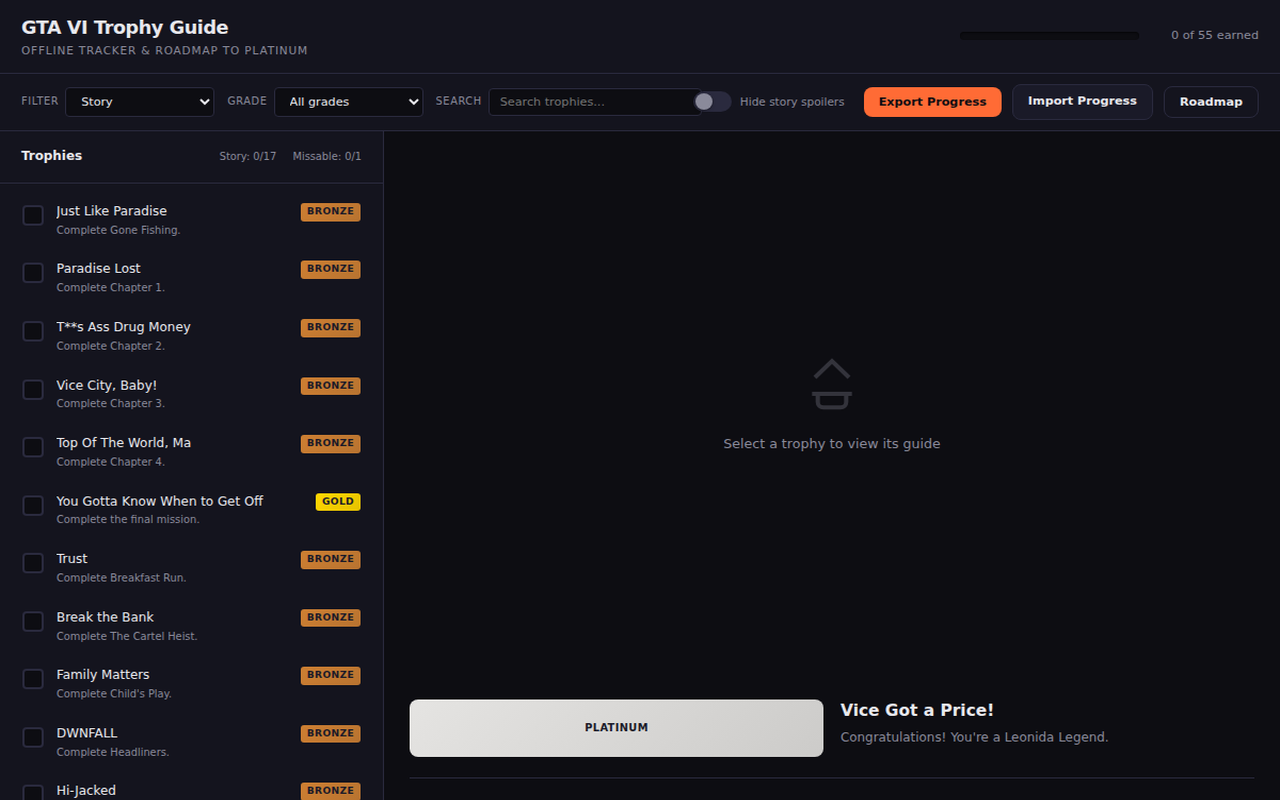 GTA VI Trophy Guide
OFFLINE TRACKER & ROADMAP TO PLATINUM
0 of 55 earned
FILTER Story GRADE All grades SEARCH Search trophies... Hide story spoilers Export Progress Import Progress Roadmap
Trophies Story: 0/17 Missable: 0/1
Just Like Paradise BRONZE
Complete Gone Fishing.
Paradise Lost BRONZE
Complete Chapter 1.
T**s Ass Drug Money BRONZE
Complete Chapter 2.
Vice City, Baby! BRONZE
Complete Chapter 3.
Top Of The World, Ma BRONZE
Complete Chapter 4.
You Gotta Know When to Get Off GOLD
Complete the final mission.
Trust BRONZE
Complete Breakfast Run.
Break the Bank BRONZE
Complete The Cartel Heist.
Family Matters BRONZE
Complete Child's Play.
DWNFALL BRONZE
Complete Headliners.
Hi-Jacked BRONZE
Select a trophy to view its guide
PLATINUM
Vice Got a Price!
Congratulations! You're a Leonida Legend.